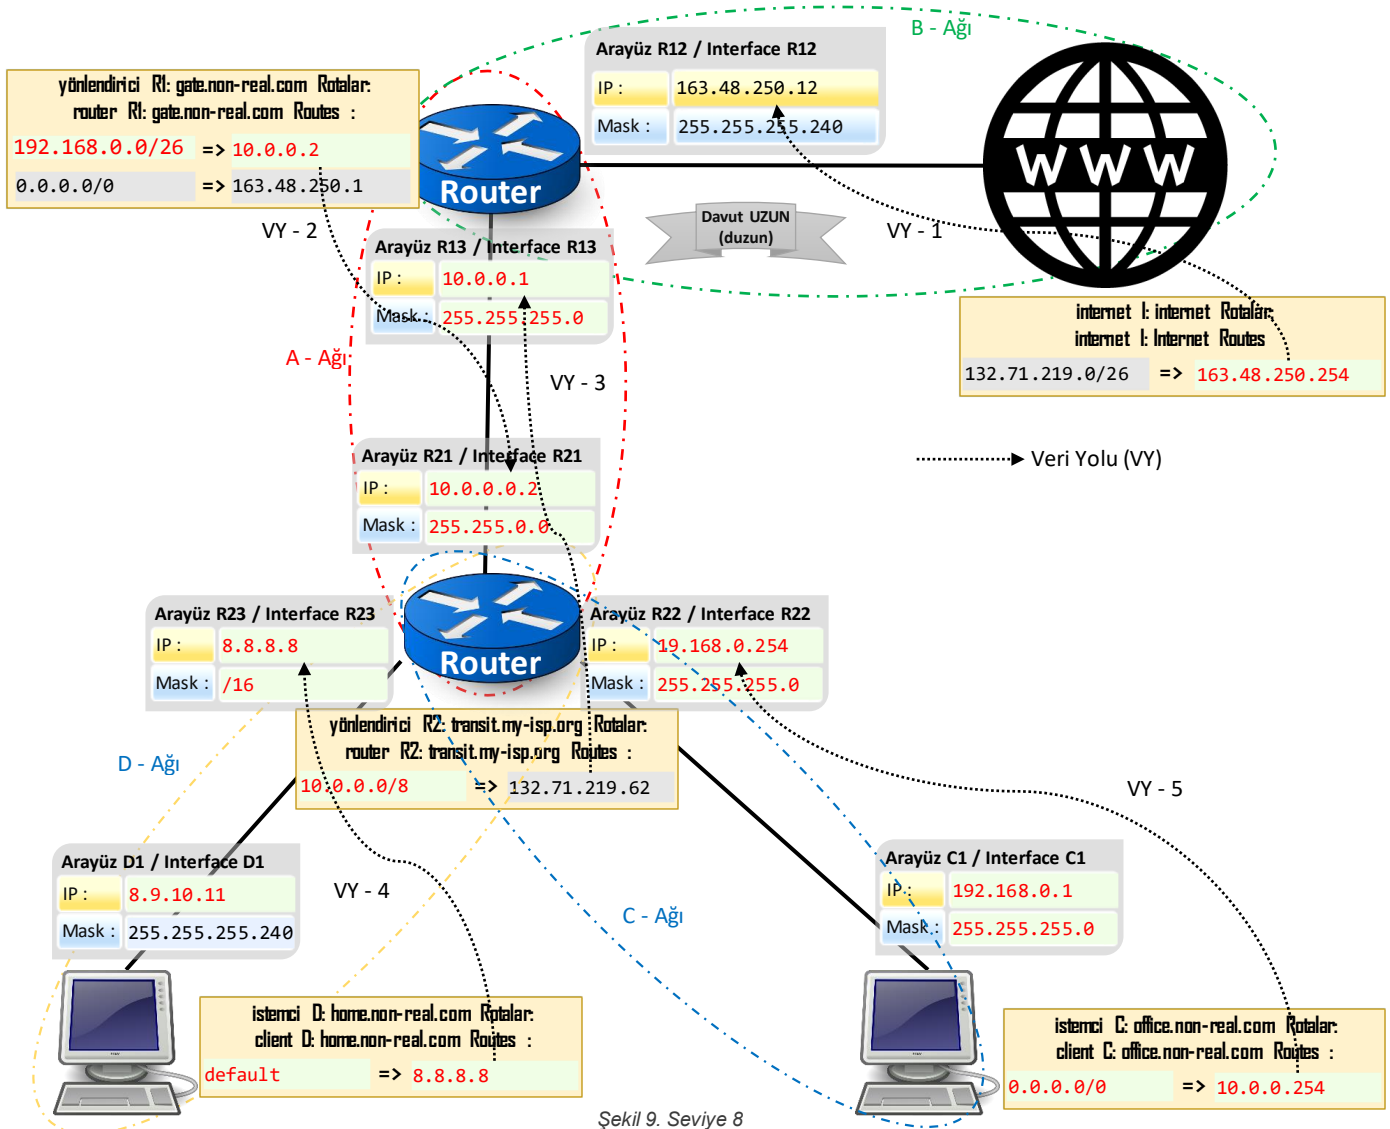 B - Ağı
Arayüz R12 / Interface R12
IP : 163.48.250.12
Mask : 255.255.255.240
yönlendirici R1: gate.non-real.com Rotalar:
router R1: gate.non-real.com Routes :
192.168.0.0/26 => 10.0.0.2
0.0.0.0/0 => 163.48.250.1
Router
WWW
Davut UZUN
(duzun)
VY - 2
VY - 1
Arayüz R13 / Interface R13
IP : 10.0.0.1
Mask : 255.255.255.0
internet I: internet Rotalar:
internet I: Internet Routes
132.71.219.0/26 => 163.48.250.254
A - Ağı
VY - 3
Arayüz R21 / Interface R21
IP : 10.0.0.0.2
Mask : 255.255.0.0
Veri Yolu (VY)
Arayüz R23 / Interface R23
IP : 8.8.8.8
Mask : /16
Router
Arayüz R22 / Interface R22
IP : 19.168.0.254
Mask : 255.255.255.0
yönlendirici R2: transit.my-isp.org Rotalar:
router R2: transit.my-isp.org Routes :
10.0.0.0/8 => 132.71.219.62
D - Ağı
VY - 5
Arayüz D1 / Interface D1
IP : 8.9.10.11
Mask : 255.255.255.240
VY - 4
C - Ağı
Arayüz C1 / Interface C1
IP : 192.168.0.1
Mask : 255.255.255.0
istemci D: home.non-real.com Rotalar:
client D: home.non-real.com Routes :
default => 8.8.8.8
istemci C: office.non-real.com Rotalar:
client C: office.non-real.com Routes :
0.0.0.0/0 => 10.0.0.254
Şekil 9. Seviye 8